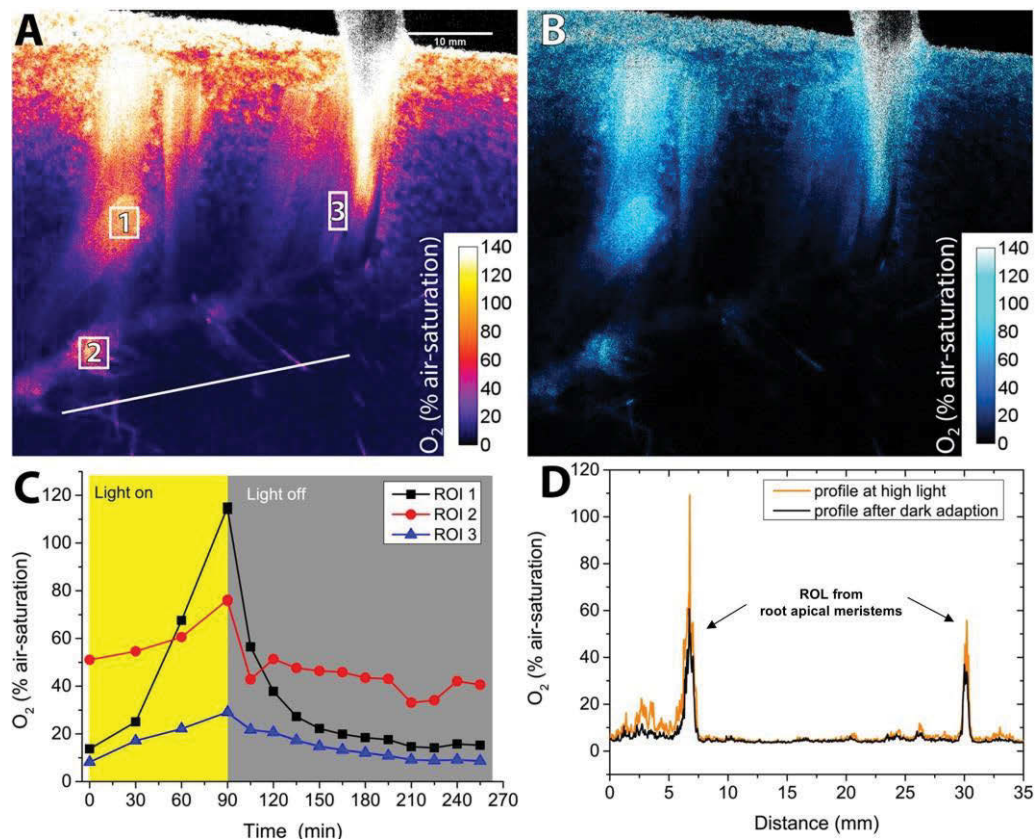 A
10 mm
1
3
2
O2 (% air-saturation)
140
120
100
80
60
40
20
0
B
O2 (% air-saturation)
140
120
100
80
60
40
20
0
C
Light on
Light off
ROI 1
ROI 2
ROI 3
O2 (% air-saturation)
120
100
80
60
40
20
0
0 30 60 90 120 150 180 210 240 270
Time (min)
D
profile at high light
profile after dark adaption
ROL from
root apical meristems
O2 (% air-saturation)
120
100
80
60
40
20
0
0 5 10 15 20 25 30 35
Distance (mm)